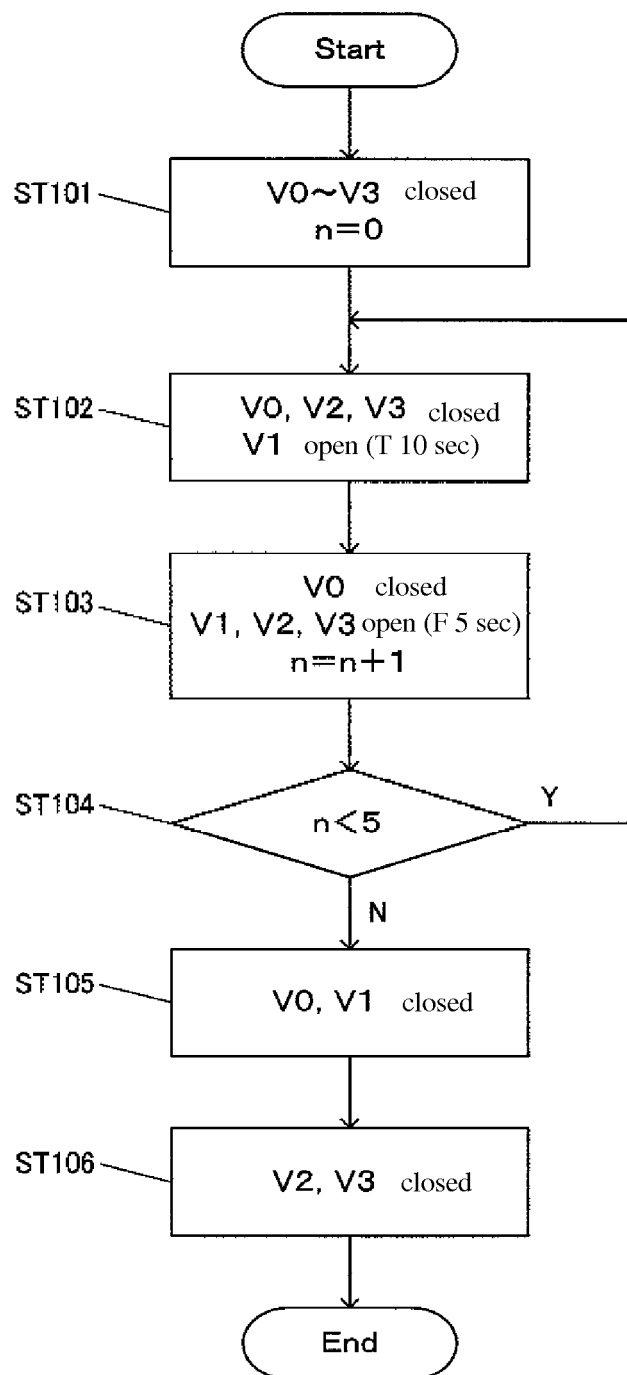 Start
ST101
V0~V3 closed
n=0
ST102
V0, V2, V3 closed
V1 open (T 10 sec)
ST103
V0 closed
V1, V2, V3 open (F 5 sec)
n=n+1
ST104
n<5
Y
N
ST105
V0, V1 closed
ST106
V2, V3 closed
End